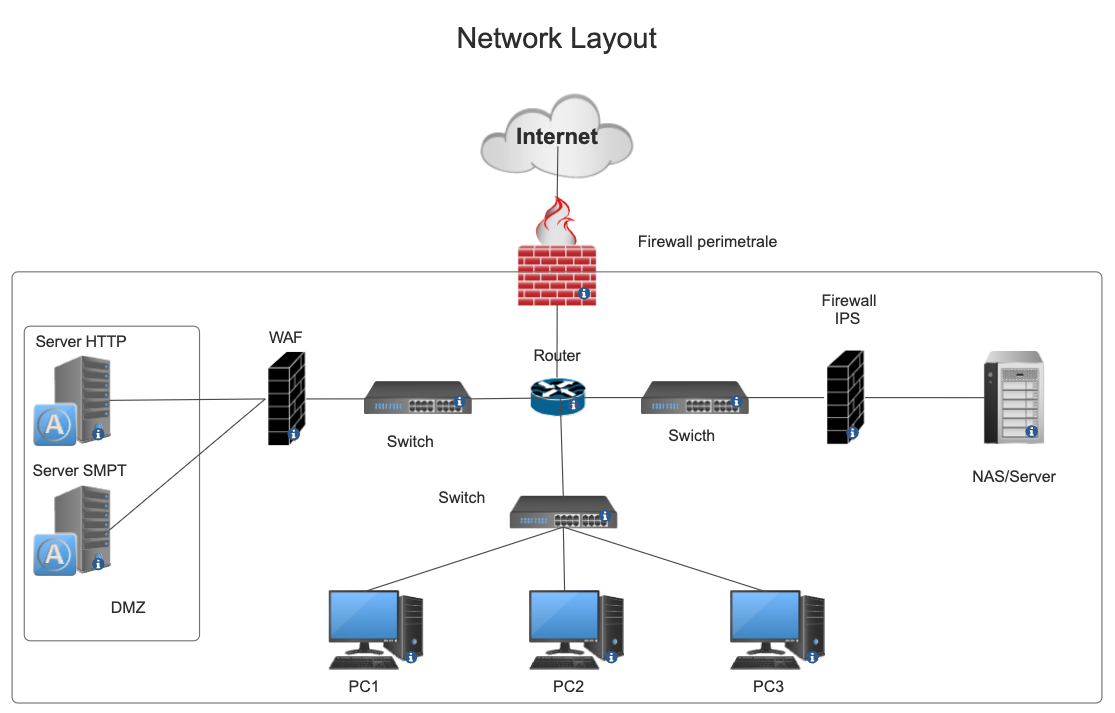 Network Layout
Internet
Firewall perimetrale
Firewall
IPS
Server HTTP
WAF
Router
Switch
Swicth
NAS/Server
Server SMPT
Switch
DMZ
PC1
PC2
PC3